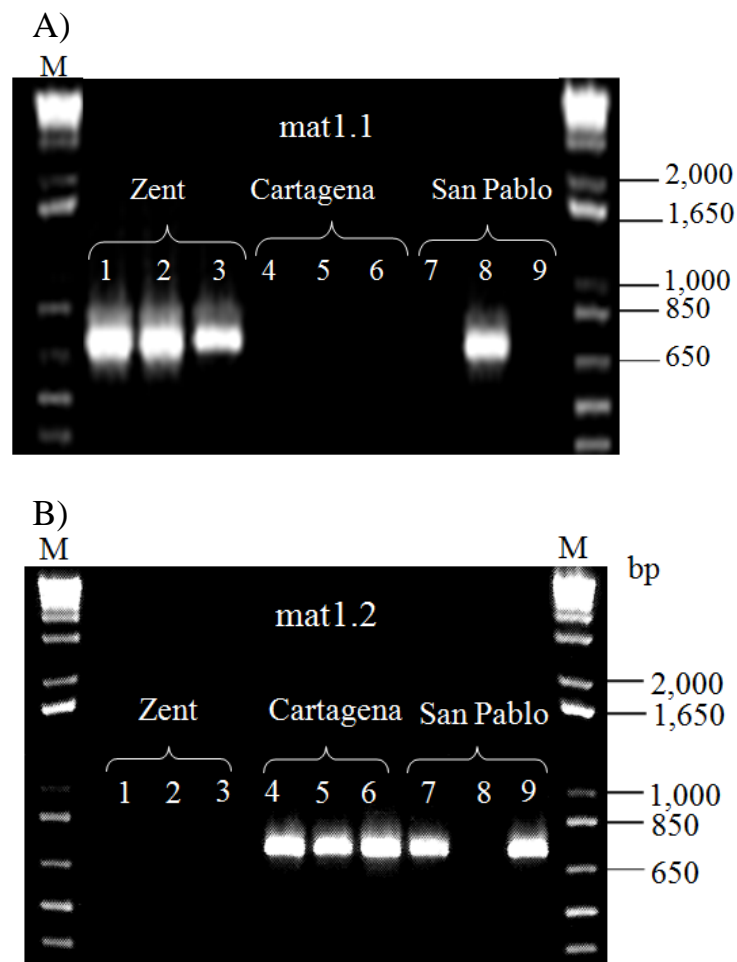 A)
M
mat1.1
Zent Cartagena San Pablo
1 2 3 4 5 6 7 8 9
2,000
1,650
1,000
850
650
B)
M M bp
mat1.2
Zent Cartagena San Pablo
1 2 3 4 5 6 7 8 9
2,000
1,650
1,000
850
650